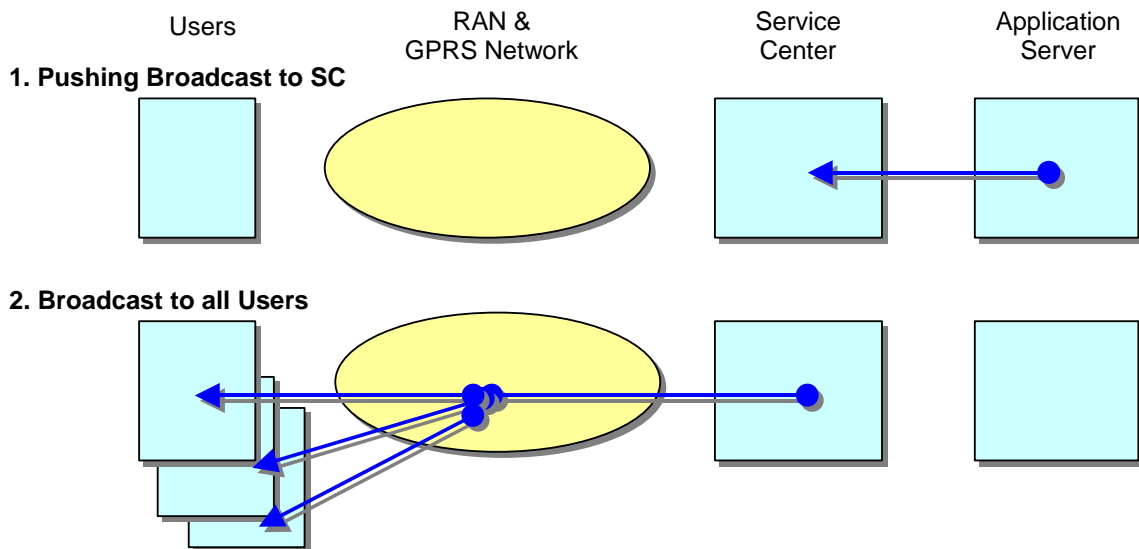 Users
RAN &
GPRS Network
Service
Center
Application
Server
1. Pushing Broadcast to SC
2. Broadcast to all Users